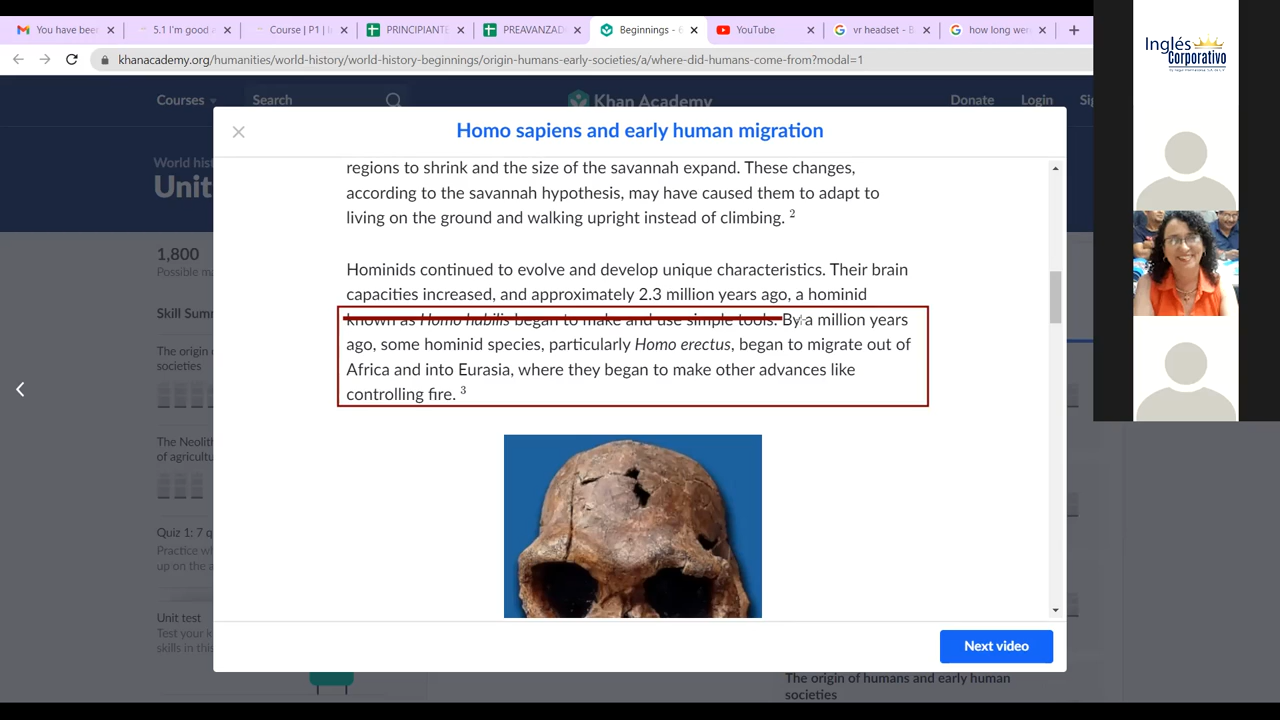 You have been
5.1 I'm good a
Course | P1 | I
PRINCIPIANTE
PREAVANZAD
Beginnings - 6
YouTube
vr headset - B
how long wer
khanacademy.org/humanities/world-history/world-history-beginnings/origin-humans-early-societies/a/where-did-humans-come-from?modal=1
Inglés
Corporativo
Courses
Search
Khan Academy
Donate
Login
Homo sapiens and early human migration
World his
Unit
regions to shrink and the size of the savannah expand. These changes,
according to the savannah hypothesis, may have caused them to adapt to
living on the ground and walking upright instead of climbing. 2
1,800
Possible ma
Hominids continued to evolve and develop unique characteristics. Their brain
capacities increased, and approximately 2.3 million years ago, a hominid
Skill Sum
known as Homo habilis began to make and use simple tools. By a million years
ago, some hominid species, particularly Homo erectus, began to migrate out of
Africa and into Eurasia, where they began to make other advances like
controlling fire. 3
The origin
humans an
The Neolit
of agricult
Quiz 1: 7 q
Practice w
up on the a
Unit test
Test your k
skills in this
Next video
The origin of humans and early human
societies